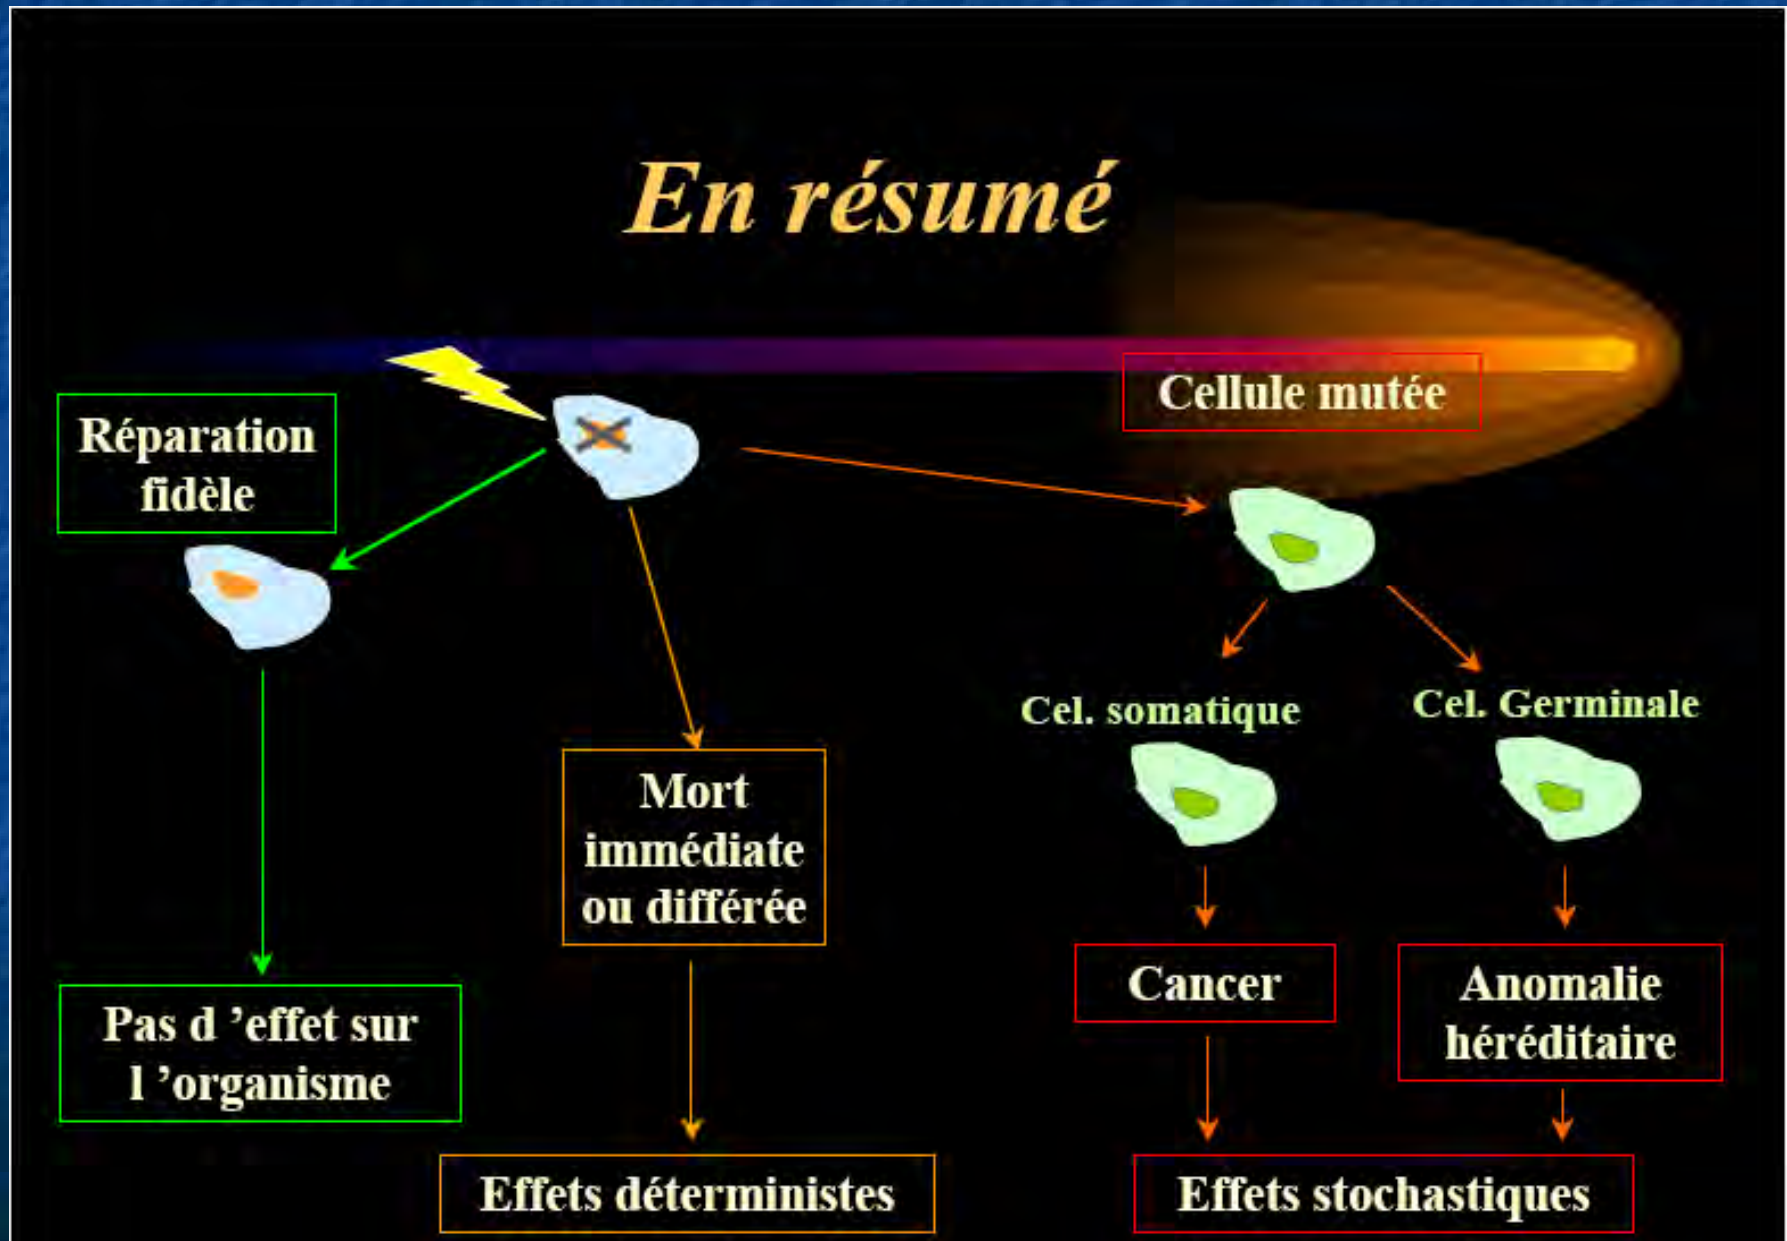 En résumé
Cellule mutée
Réparation
fidèle
Cel. somatique
Cel. Germinale
Mort
immédiate
ou différée
Cancer
Anomalie
héréditaire
Pas d ’effet sur
l ’organisme
Effets déterministes
Effets stochastiques